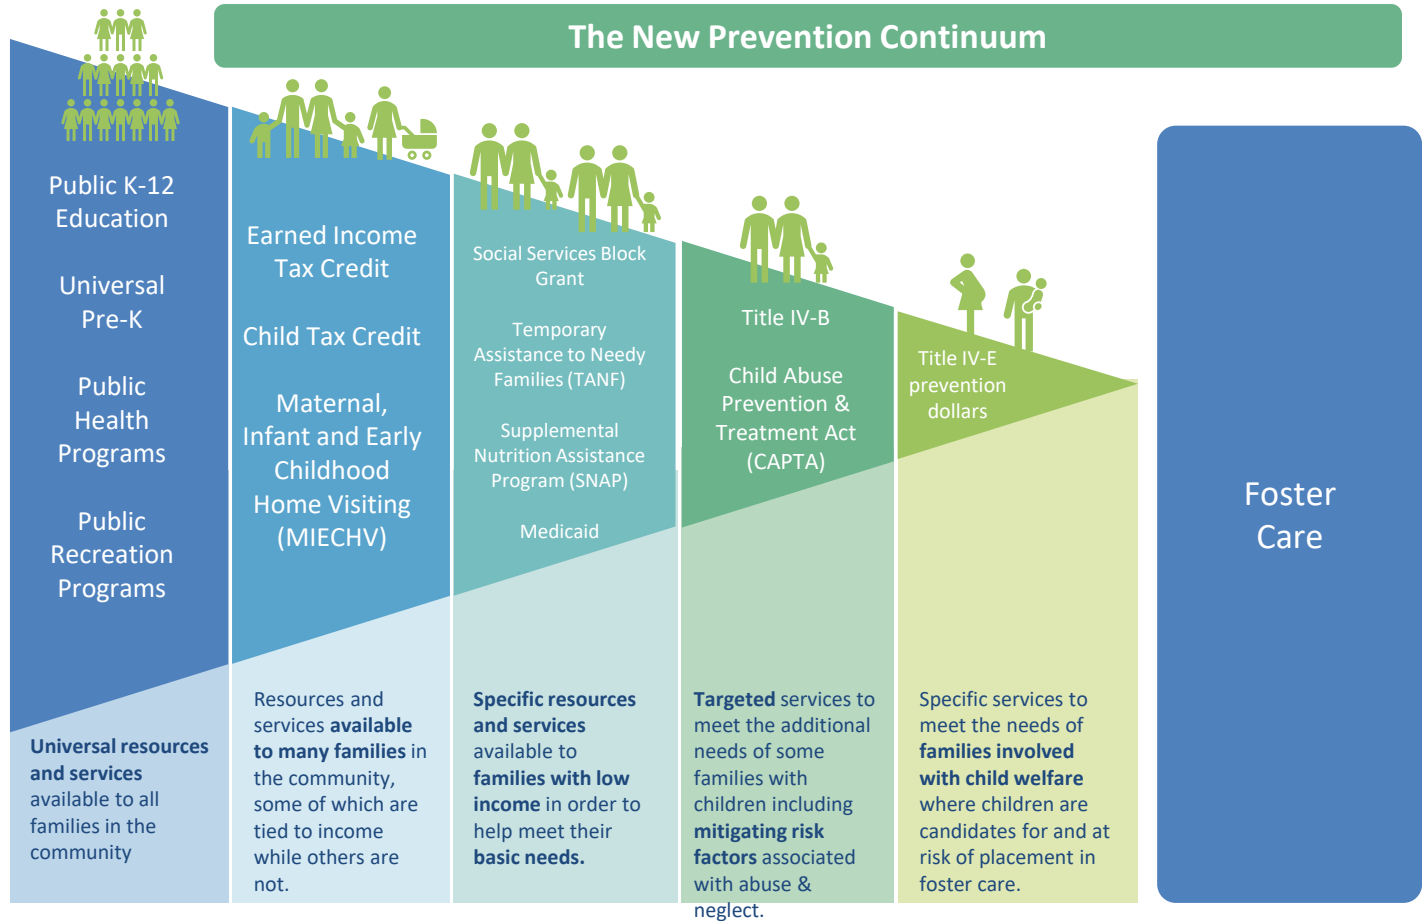 The New Prevention Continuum
Public K-12
Education
Universal
Pre-K
Public
Health
Programs
Public
Recreation
Programs
Universal resources
and services
available to all
families in the
community
Earned Income
Tax Credit
Child Tax Credit
Maternal,
Infant and Early
Childhood
Home Visiting
(MIECHV)
Resources and
services available
to many families in
the community,
some of which are
tied to income
while others are
not.
Social Services Block
Grant
Temporary
Assistance to Needy
Families (TANF)
Supplemental
Nutrition Assistance
Program (SNAP)
Medicaid
Specific resources
and services
available to
families with low
income in order to
help meet their
basic needs.
Title IV-B
Child Abuse
Prevention &
Treatment Act
(CAPTA)
Targeted services to
meet the additional
needs of some
families with
children including
mitigating risk
factors associated
with abuse &
neglect.
Title IV-E
prevention
dollars
Specific services to
meet the needs of
families involved
with child welfare
where children are
candidates for and at
risk of placement in
foster care.
Foster
Care